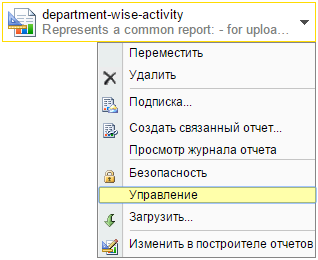 department-wise-activity
Represents a common report: - for uploa...
Переместить
Удалить
Подписка...
Создать связанный отчет...
Просмотр журнала отчета
Безопасность
Управление
Загрузить...
Изменить в построителе отчетов